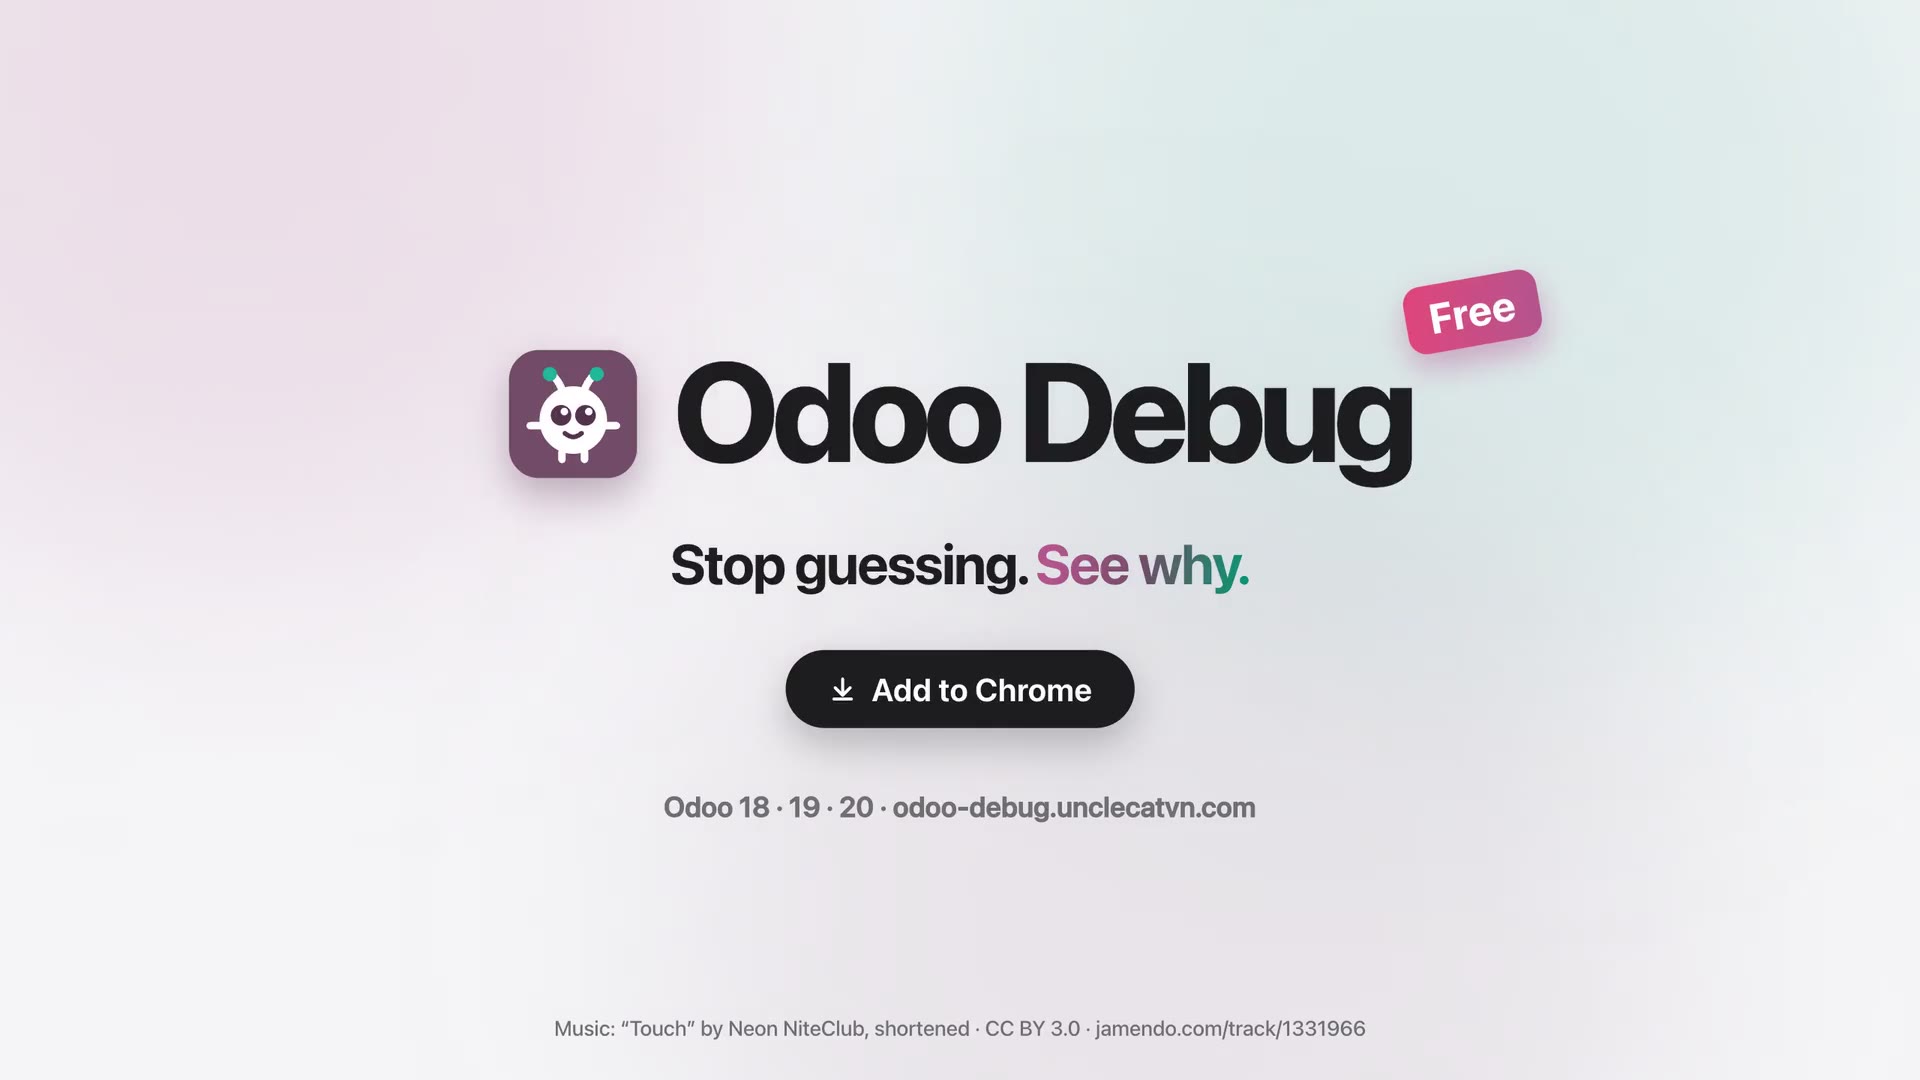 Free
Odoo Debug
Stop guessing. See why.
Add to Chrome
Odoo 18 · 19 · 20 · odoo-debug.unclecatvn.com
Music: “Touch” by Neon NiteClub, shortened · CC BY 3.0 · jamendo.com/track/1331966